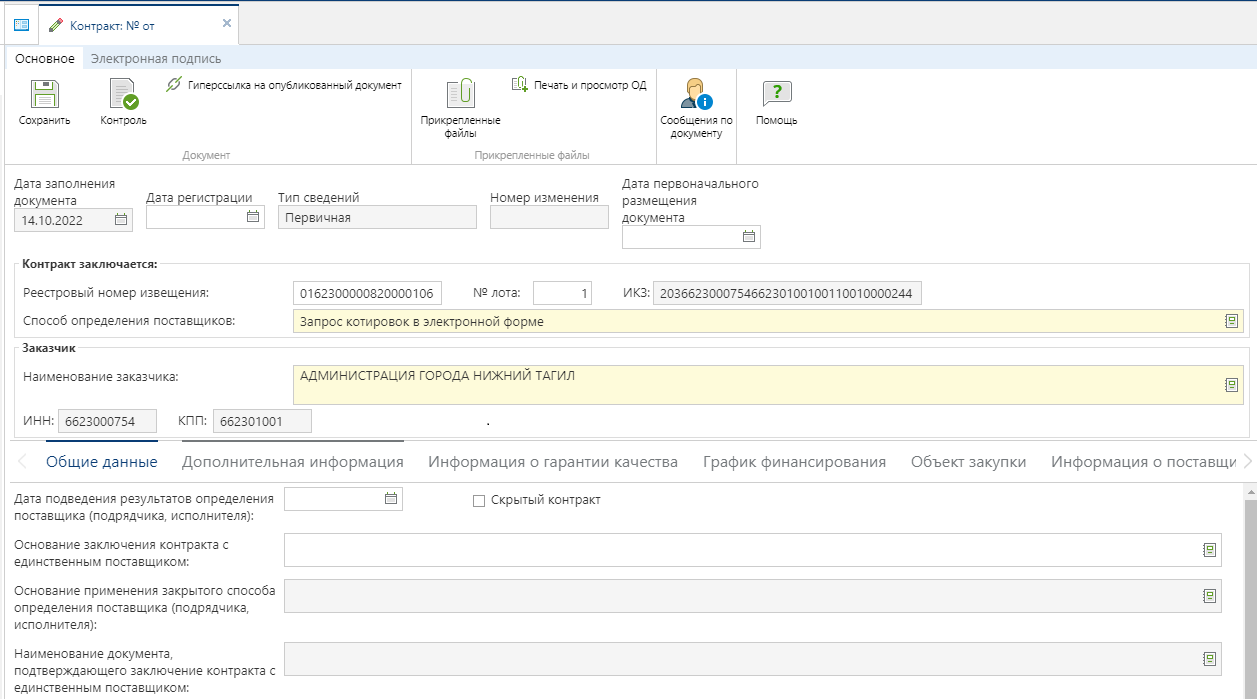 Контракт: № от
Основное Электронная подпись
Сохранить
Контроль
Гиперссылка на опубликованный документ
Документ
Прикрепленные
файлы
Печать и просмотр ОД
Прикрепленные файлы
Сообщения по
документу
Помощь
Дата заполнения
документа
14.10.2022
Дата регистрации
Тип сведений
Первичная
Номер изменения
Дата первоначального
размещения
документа
Контракт заключается:
Реестровый номер извещения: 0162300000820000106 № лота: 1 ИКЗ: 203662300075466230100100110010000244
Способ определения поставщиков: Запрос котировок в электронной форме
Заказчик
Наименование заказчика: АДМИНИСТРАЦИЯ ГОРОДА НИЖНИЙ ТАГИЛ
ИНН: 6623000754 КПП: 662301001 .
Общие данные Дополнительная информация Информация о гарантии качества График финансирования Объект закупки Информация о поставщи
Дата подведения результатов определения
поставщика (подрядчика, исполнителя):
Скрытый контракт
Основание заключения контракта с
единственным поставщиком:
Основание применения закрытого способа
определения поставщика (подрядчика,
исполнителя):
Наименование документа,
подтверждающего заключение контракта с
единственным поставщиком: